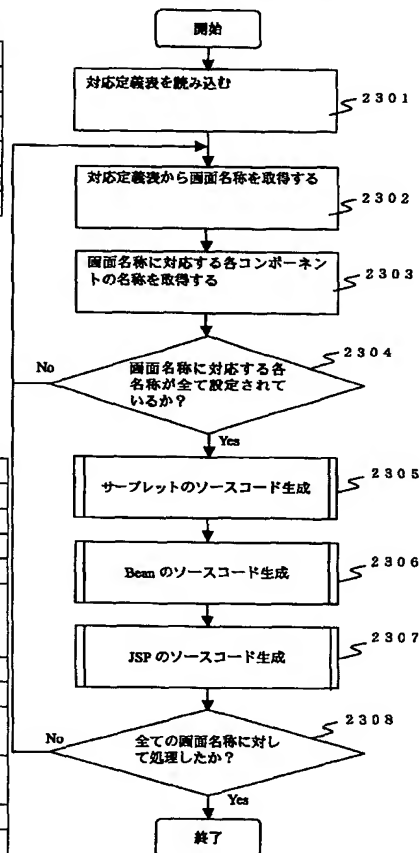 開始
対応定義表を読み込む
2301
対応定義表から画面名称を取得する
2302
画面名称に対応する各コンポーネン
トの名称を取得する
2303
2304
No
画面名称に対応する各
名称が全て設定されて
いるか？
Yes
サーブレットのソースコード生成
2305
Bean のソースコード生成
2306
JSP のソースコード生成
2307
2308
No
全ての画面名称に対し
て処理したか？
Yes
終了